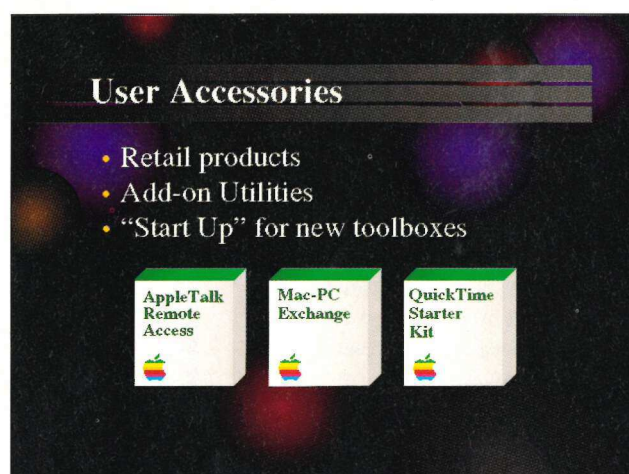 User Accessories
• Retail products
• Add-on Utilities
• “Start Up” for new toolboxes
AppleTalk
Remote
Access
Mac-PC
Exchange
QuickTime
Starter
Kit